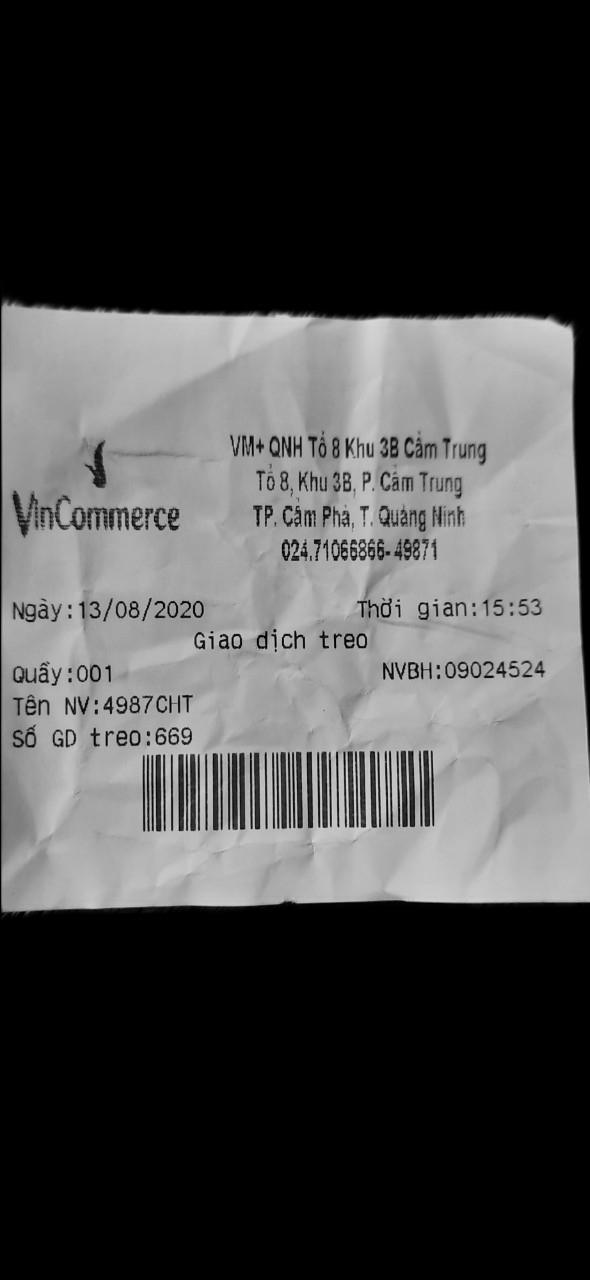 VinCommerce
VM+ QNH Tổ 8 Khu 3B Cẩm Trung
Tổ 8, Khu 3B, P. Cẩm Trung
TP. Cẩm Phả, T. Quảng Ninh
024.71066866-49871
Ngày:13/08/2020 Thời gian:15:53
Giao dịch treo
Quầy:001 NVBH:09024524
Tên NV:4987CHT
Số GD treo:669